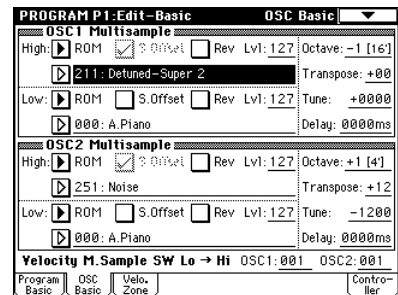 PROGRAM P1:Edit-Basic OSC Basic
OSC1 Multisample
High: ROM S.Offset Rev Lvl:127 Octave:-1 [16']
211: Detuned-Super 2 Transpose:+00
Low: ROM S.Offset Rev Lvl:127 Tune: +0000
000: A.Piano Delay:0000ms
OSC2 Multisample
High: ROM S.Offset Rev Lvl:127 Octave:+1 [4']
251: Noise Transpose:+12
Low: ROM S.Offset Rev Lvl:127 Tune: -1200
000: A.Piano Delay:0000ms
Velocity M.Sample SW Lo → Hi OSC1:001 OSC2:001
Program Basic OSC Basic Velo. Zone Contro- ller